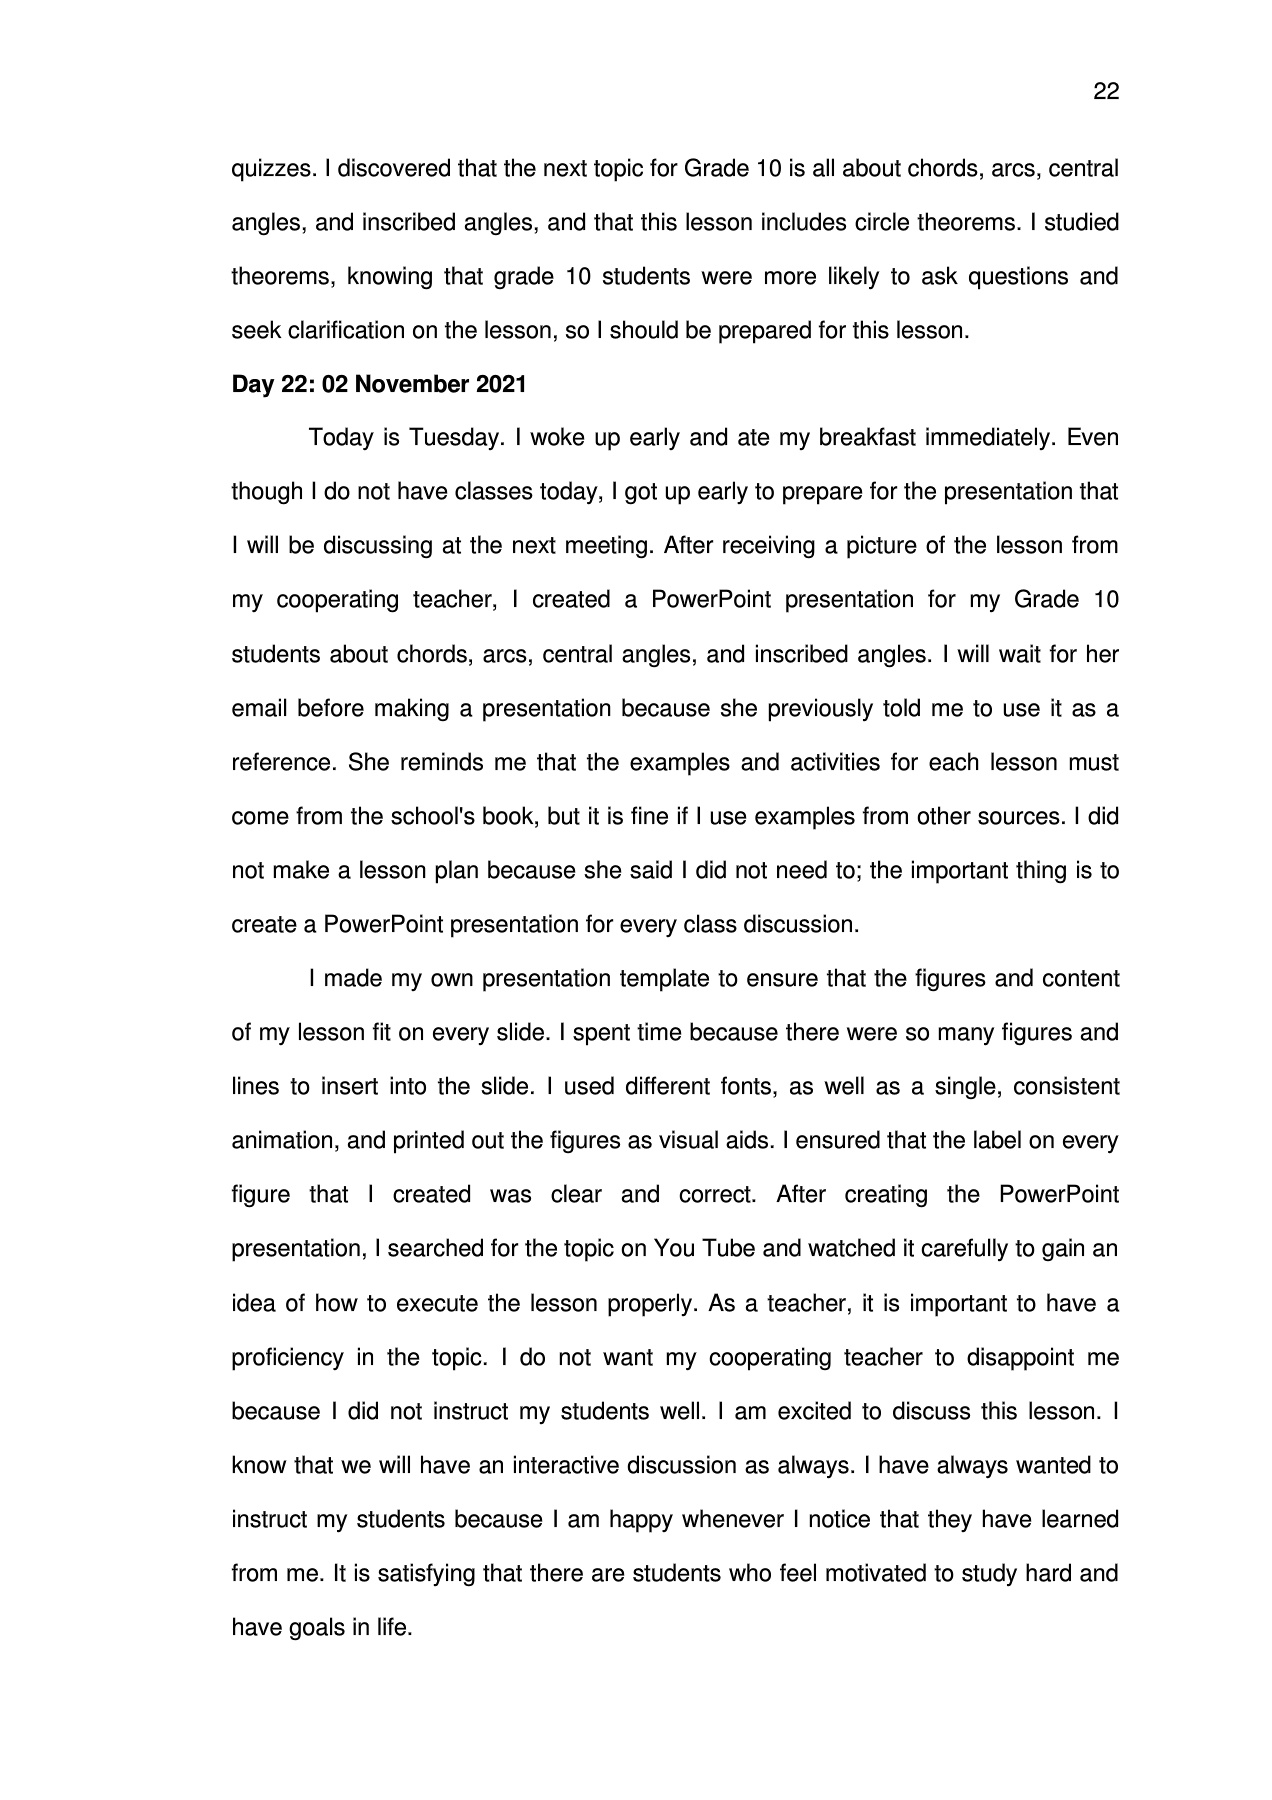 22
quizzes. I discovered that the next topic for Grade 10 is all about chords, arcs, central
angles, and inscribed angles, and that this lesson includes circle theorems. I studied
theorems, knowing that grade 10 students were more likely to ask questions and
seek clarification on the lesson, so I should be prepared for this lesson.
Day 22: 02 November 2021
Today is Tuesday. I woke up early and ate my breakfast immediately. Even
though I do not have classes today, I got up early to prepare for the presentation that
I will be discussing at the next meeting. After receiving a picture of the lesson from
my cooperating teacher, I created a PowerPoint presentation for my Grade 10
students about chords, arcs, central angles, and inscribed angles. I will wait for her
email before making a presentation because she previously told me to use it as a
reference. She reminds me that the examples and activities for each lesson must
come from the school's book, but it is fine if I use examples from other sources. I did
not make a lesson plan because she said I did not need to; the important thing is to
create a PowerPoint presentation for every class discussion.
I made my own presentation template to ensure that the figures and content
of my lesson fit on every slide. I spent time because there were so many figures and
lines to insert into the slide. I used different fonts, as well as a single, consistent
animation, and printed out the figures as visual aids. I ensured that the label on every
figure that I created was clear and correct. After creating the PowerPoint
presentation, I searched for the topic on You Tube and watched it carefully to gain an
idea of how to execute the lesson properly. As a teacher, it is important to have a
proficiency in the topic. I do not want my cooperating teacher to disappoint me
because I did not instruct my students well. I am excited to discuss this lesson. I
know that we will have an interactive discussion as always. I have always wanted to
instruct my students because I am happy whenever I notice that they have learned
from me. It is satisfying that there are students who feel motivated to study hard and
have goals in life.